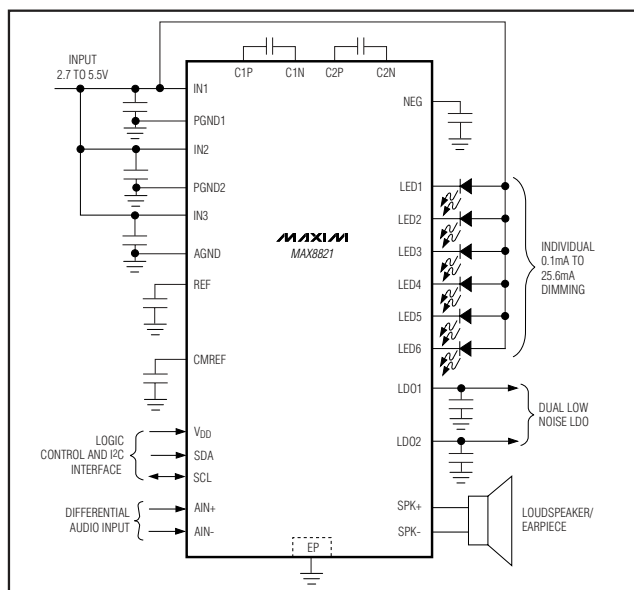 INPUT
2.7 TO 5.5V
C1P
C1N
C2P
C2N
IN1
PGND1
IN2
PGND2
IN3
AGND
REF
CMREF
LOGIC
CONTROL AND I2C
INTERFACE
VDD
SDA
SCL
DIFFERENTIAL
AUDIO INPUT
AIN+
AIN-
MAXIM
MAX8821
EP
NEG
LED1
LED2
LED3
LED4
LED5
LED6
INDIVIDUAL
0.1mA TO
25.6mA
DIMMING
LDO1
LDO2
DUAL LOW
NOISE LDO
SPK+
SPK-
LOUDSPEAKER/
EARPIECE